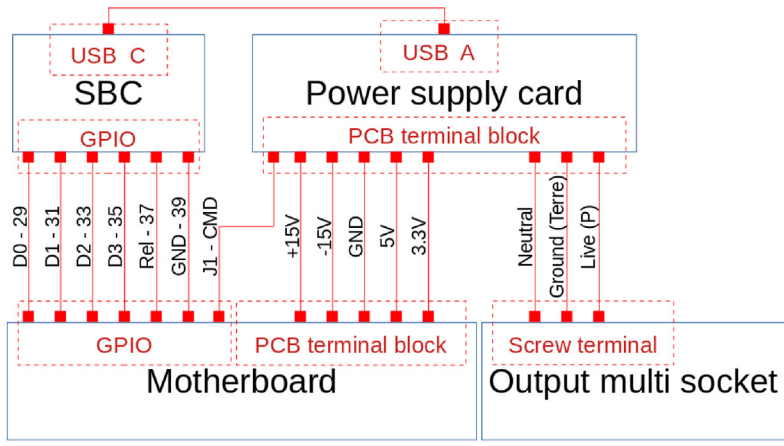 USB C
USB A
SBC
Power supply card
GPIO
PCB terminal block
D0 - 29
D1 - 31
D2 - 33
D3 - 35
Rel - 37
GND - 39
J1 - CMD
+15V
-15V
GND
5V
3.3V
Neutral
Ground (Terre)
Live (P)
GPIO
PCB terminal block
Screw terminal
Motherboard
Output multi socket